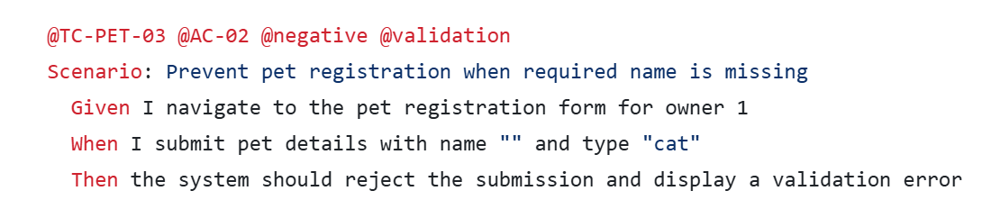 @TC-PET-03 @AC-02 @negative @validation
Scenario: Prevent pet registration when required name is missing
Given I navigate to the pet registration form for owner 1
When I submit pet details with name "" and type "cat"
Then the system should reject the submission and display a validation error